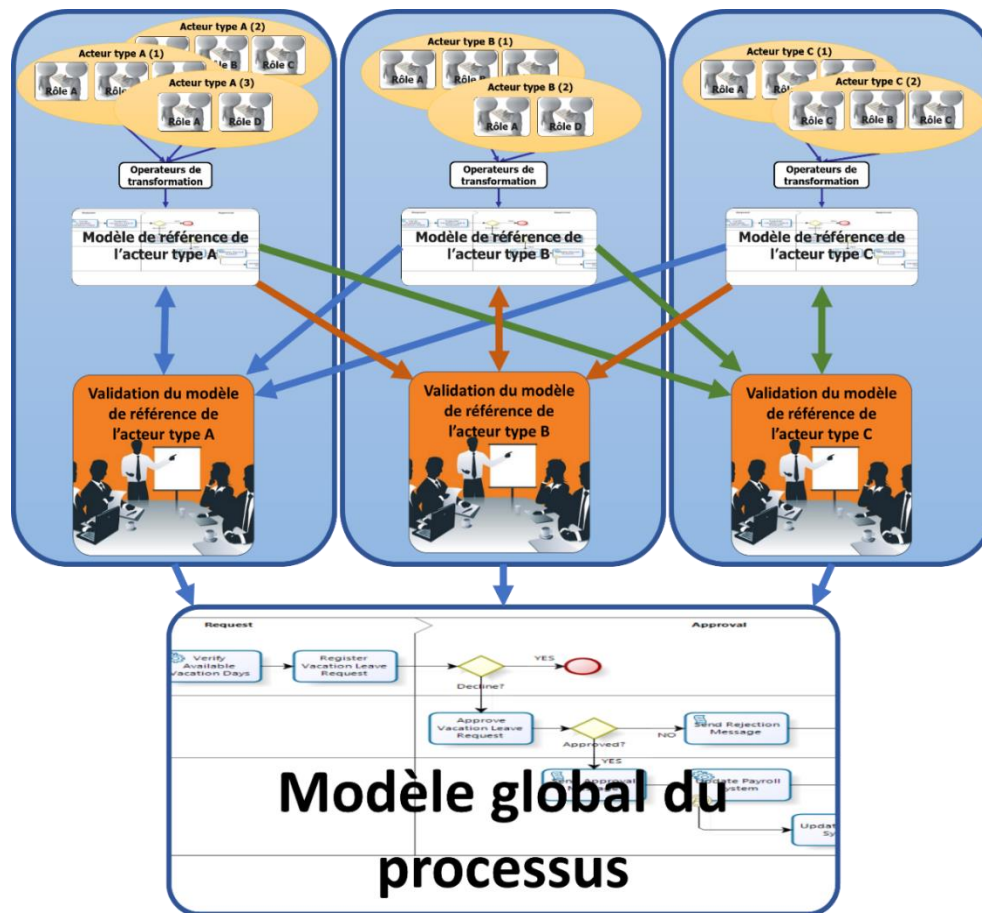 Acteur type A (2)
Rôle B
Rôle C
Acteur type A (1)
Rôle A
Acteur type A (3)
Rôle A
Rôle D
Operateurs de
transformation
Modèle de référence de
l'acteur type A
Validation du modèle
de référence de
l'acteur type A
Acteur type B (1)
Rôle A
Acteur type B (2)
Rôle A
Rôle D
Operateurs de
transformation
Modèle de référence de
l'acteur type B
Validation du modèle
de référence de
l'acteur type B
Acteur type C (1)
Rôle A
Acteur type C (2)
Rôle C
Rôle B
Rôle C
Operateurs de
transformation
Modèle de référence de
l'acteur type C
Validation du modèle
de référence de
l'acteur type C
Request
Approval
Verify
Available
Vacation Days
Register
Vacation Leave
Request
YES
Decline?
Approve
Vacation Leave
Request
Approved?
NO
Send Rejection
Message
YES
Send Approval
Update Payroll
System
Modèle global du
processus